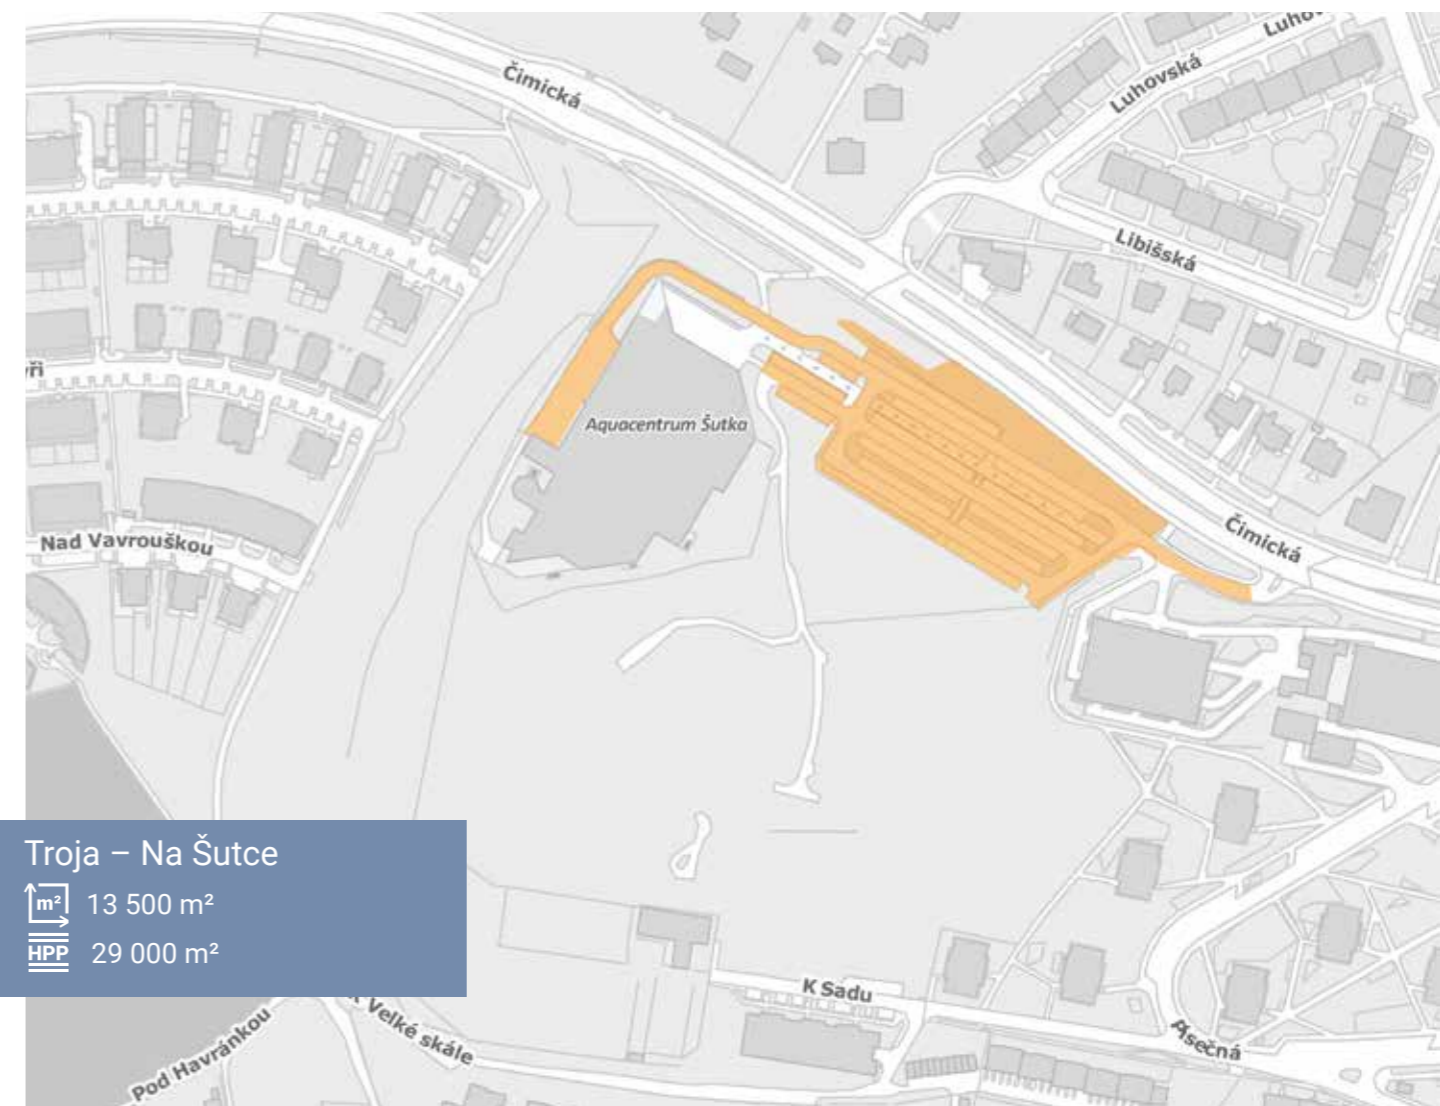 Čimická
Luhovská
Libišská
ři
Aquacentrum Šutka
Čimická
Nad Vavrouškou
Troja – Na Šutce
m² 13 500 m²
HPP 29 000 m²
K Sadu
Velké skále
Pod Havránkou
Písečná